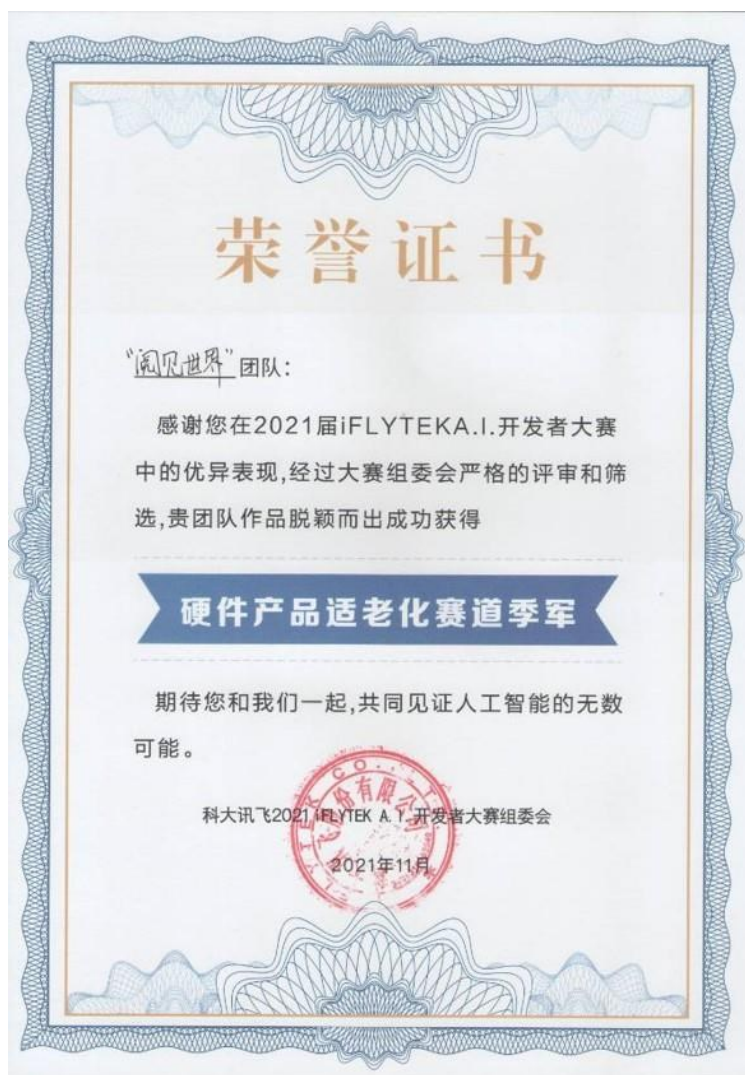 荣誉证书
“阅见世界”团队:
感谢您在2021届iFLYTEKA.I.开发者大赛
中的优异表现,经过大赛组委会严格的评审和筛
选,贵团队作品脱颖而出成功获得
硬件产品适老化赛道季军
期待您和我们一起,共同见证人工智能的无数
可能。
科大讯飞2021 iFLYTEK A.I.开发者大赛组委会
2021年11月